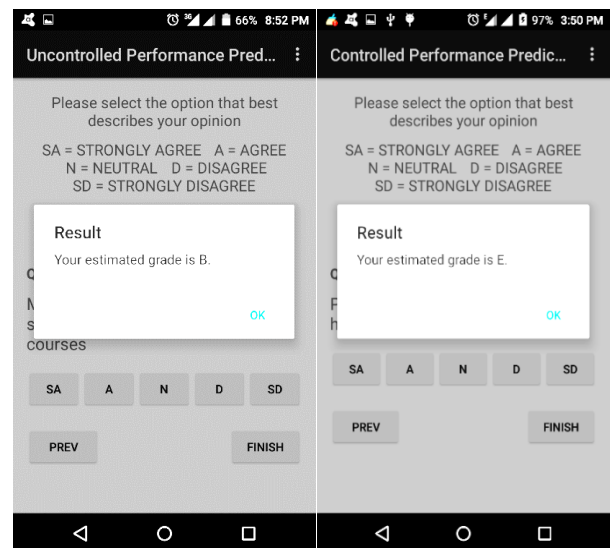 3G 66% 8:52 PM
Uncontrolled Performance Pred...
Please select the option that best
describes your opinion
SA = STRONGLY AGREE A = AGREE
N = NEUTRAL D = DISAGREE
SD = STRONGLY DISAGREE
Result
Your estimated grade is B.
OK
courses
SA A N D SD
PREV FINISH
E 97% 3:50 PM
Controlled Performance Predic...
Please select the option that best
describes your opinion
SA = STRONGLY AGREE A = AGREE
N = NEUTRAL D = DISAGREE
SD = STRONGLY DISAGREE
Result
Your estimated grade is E.
OK
SA A N D SD
PREV FINISH